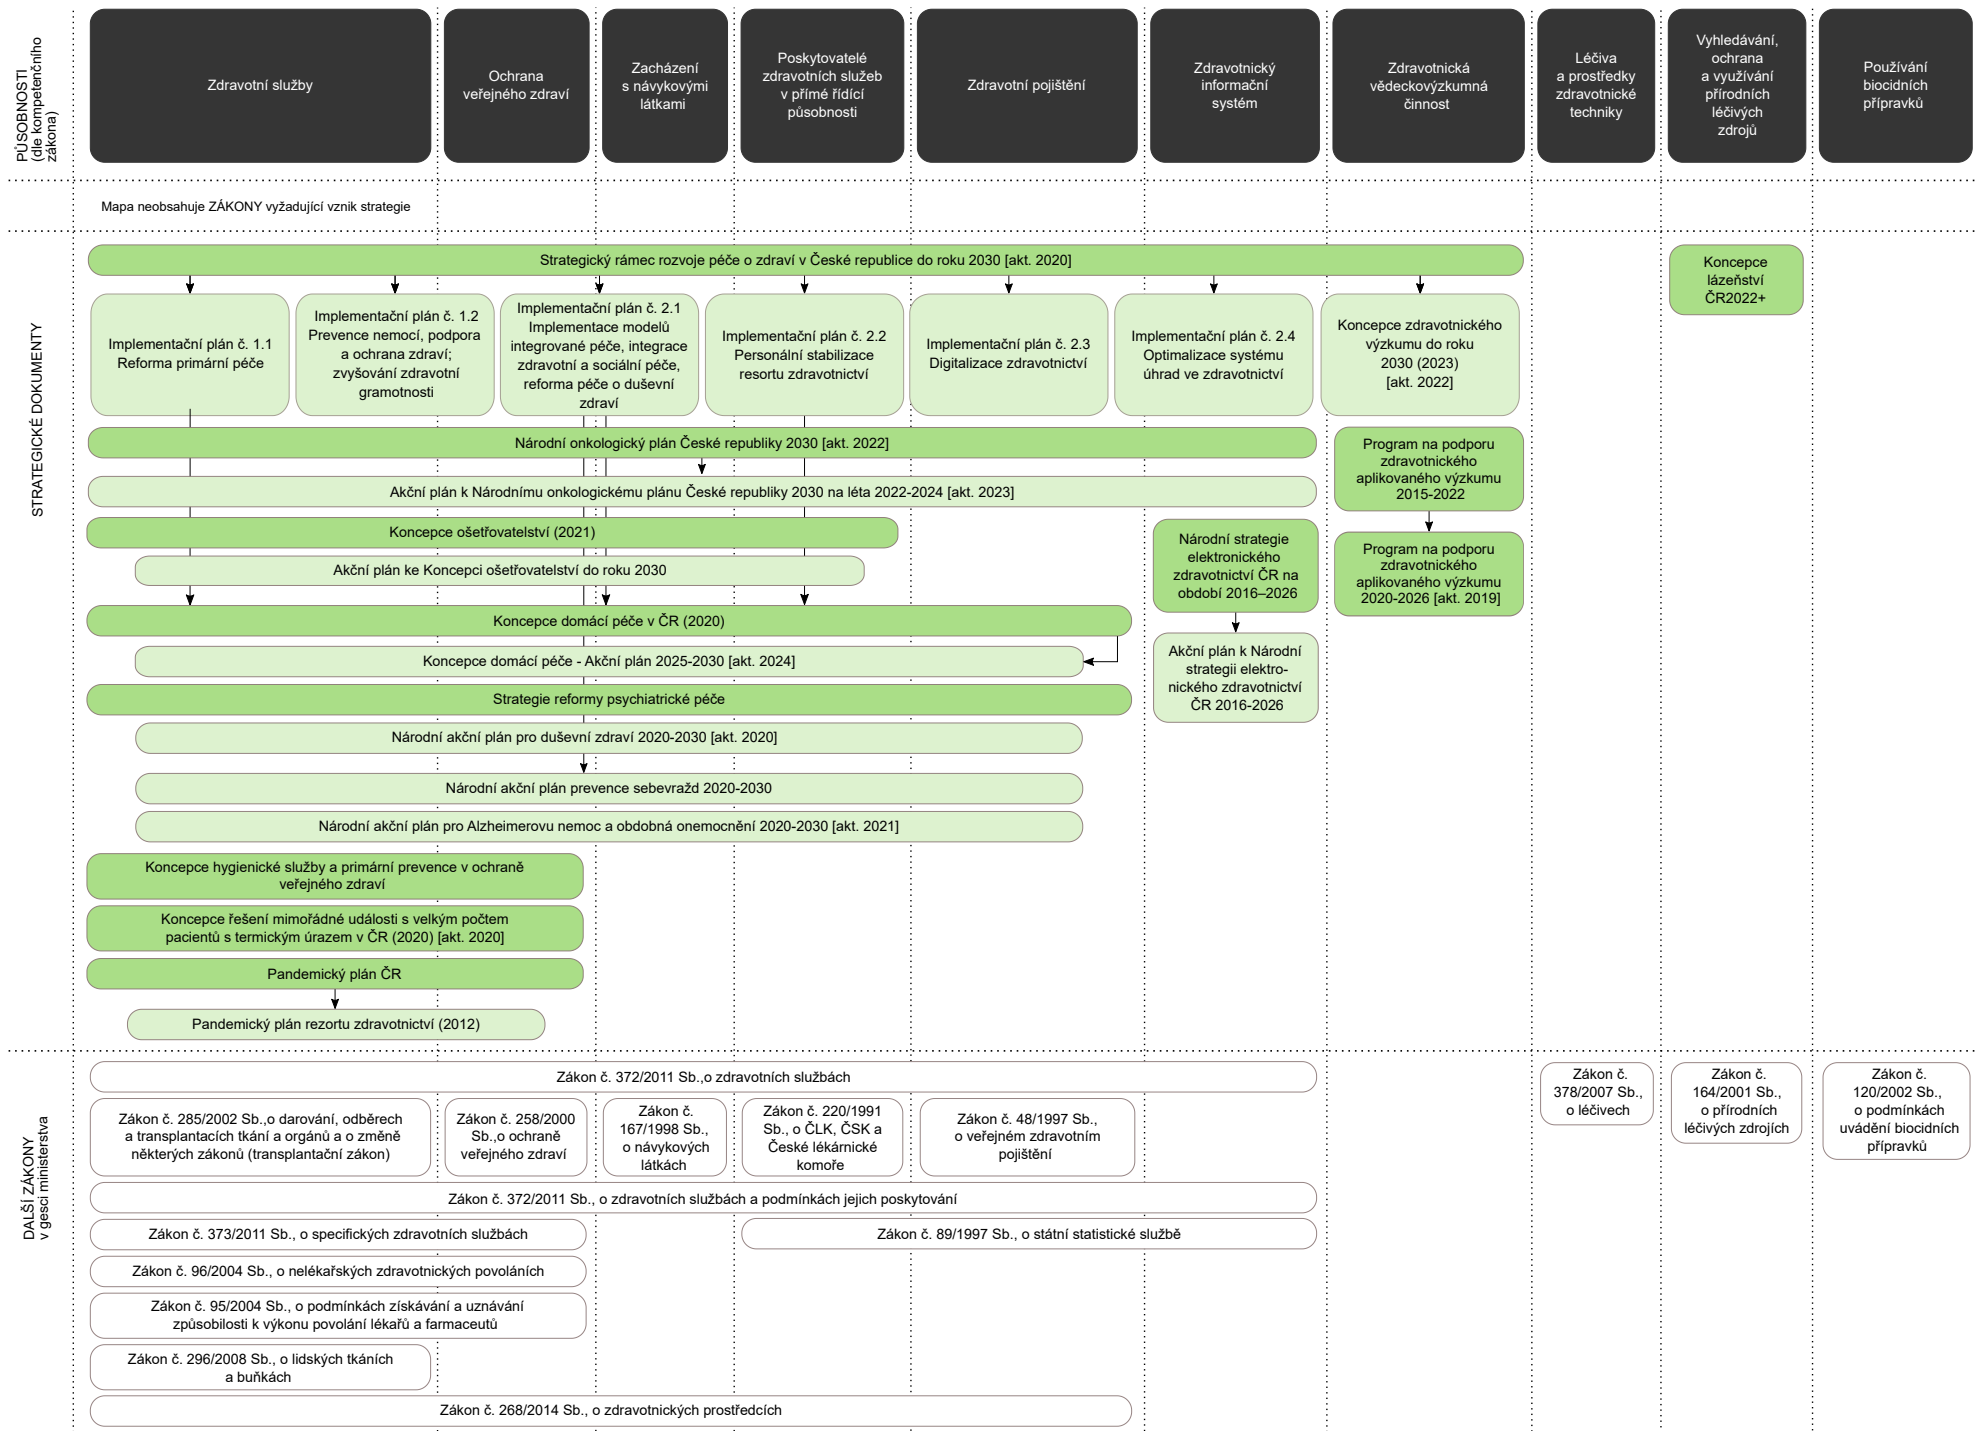 PŮSOBNOSTI
(dle kompetenčního
zákona)
Zdravotní služby
Ochrana
veřejného zdraví
Zacházení
s návykovými
látkami
Poskytovatelé
zdravotních služeb
v přímé řídící
působnosti
Zdravotní pojištění
Zdravotnický
informační
systém
Zdravotnická
vědeckovýzkumná
činnost
Léčiva
a prostředky
zdravotnické
techniky
Vyhledávání,
ochrana
a využívání
přírodních
léčivých
zdrojů
Používání
biocidních
přípravků
Mapa neobsahuje ZÁKONY vyžadující vznik strategie
STRATEGICKÉ DOKUMENTY
Strategický rámec rozvoje péče o zdraví v České republice do roku 2030 [akt. 2020]
Koncepce
lázeňství
ČR2022+
Implementační plán č. 1.1
Reforma primární péče
Implementační plán č. 1.2
Prevence nemocí, podpora
a ochrana zdraví;
zvyšování zdravotní
gramotnosti
Implementační plán č. 2.1
Implementace modelů
integrované péče, integrace
zdravotní a sociální péče,
reforma péče o duševní
zdraví
Implementační plán č. 2.2
Personální stabilizace
resortu zdravotnictví
Implementační plán č. 2.3
Digitalizace zdravotnictví
Implementační plán č. 2.4
Optimalizace systému
úhrad ve zdravotnictví
Koncepce zdravotnického
výzkumu do roku
2030 (2023)
[akt. 2022]
Národní onkologický plán České republiky 2030 [akt. 2022]
Akční plán k Národnímu onkologickému plánu České republiky 2030 na léta 2022-2024 [akt. 2023]
Program na podporu
zdravotnického
aplikovaného výzkumu
2015-2022
Koncepce ošetřovatelství (2021)
Akční plán ke Koncepci ošetřovatelství do roku 2030
Národní strategie
elektronického
zdravotnictví ČR na
období 2016–2026
Program na podporu
zdravotnického
aplikovaného výzkumu
2020-2026 [akt. 2019]
Koncepce domácí péče v ČR (2020)
Koncepce domácí péče - Akční plán 2025-2030 [akt. 2024]
Akční plán k Národní
strategii elektro-
nického zdravotnictví
ČR 2016-2026
Strategie reformy psychiatrické péče
Národní akční plán pro duševní zdraví 2020-2030 [akt. 2020]
Národní akční plán prevence sebevražd 2020-2030
Národní akční plán pro Alzheimerovu nemoc a obdobná onemocnění 2020-2030 [akt. 2021]
Koncepce hygienické služby a primární prevence v ochraně
veřejného zdraví
Koncepce řešení mimořádné události s velkým počtem
pacientů s termickým úrazem v ČR (2020) [akt. 2020]
Pandemický plán ČR
Pandemický plán rezortu zdravotnictví (2012)
DALŠÍ ZÁKONY
v gesci ministerstva
Zákon č. 372/2011 Sb.,o zdravotních službách
Zákon č. 285/2002 Sb.,o darování, odběrech
a transplantacích tkání a orgánů a o změně
některých zákonů (transplantační zákon)
Zákon č. 258/2000
Sb.,o ochraně
veřejného zdraví
Zákon č.
167/1998 Sb.,
o návykových
látkách
Zákon č. 220/1991
Sb., o ČLK, ČSK a
České lékárnické
komoře
Zákon č. 48/1997 Sb.,
o veřejném zdravotním
pojištění
Zákon č.
378/2007 Sb.,
o léčivech
Zákon č.
164/2001 Sb.,
o přírodních
léčivých zdrojích
Zákon č.
120/2002 Sb.,
o podmínkách
uvádění biocidních
přípravků
Zákon č. 372/2011 Sb., o zdravotních službách a podmínkách jejich poskytování
Zákon č. 373/2011 Sb., o specifických zdravotních službách
Zákon č. 89/1997 Sb., o státní statistické službě
Zákon č. 96/2004 Sb., o nelékařských zdravotnických povoláních
Zákon č. 95/2004 Sb., o podmínkách získávání a uznávání
způsobilosti k výkonu povolání lékařů a farmaceutů
Zákon č. 296/2008 Sb., o lidských tkáních
a buňkách
Zákon č. 268/2014 Sb., o zdravotnických prostředcích